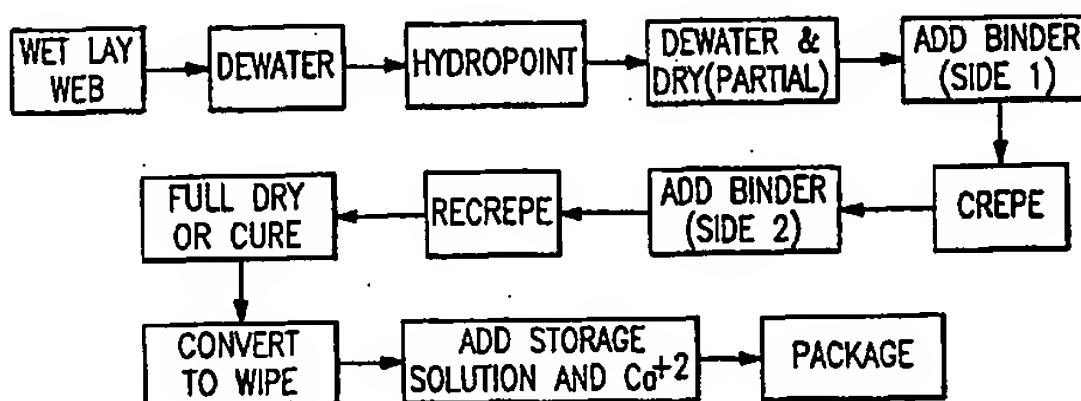 WET LAY
WEB
DEWATER
HYDROPOINT
DEWATER &
DRY(PARTIAL)
ADD BINDER
(SIDE 1)
CREPE
ADD BINDER
(SIDE 2)
RECREPE
FULL DRY
OR CURE
CONVERT
TO WIPE
ADD STORAGE
SOLUTION AND Ca+2
PACKAGE